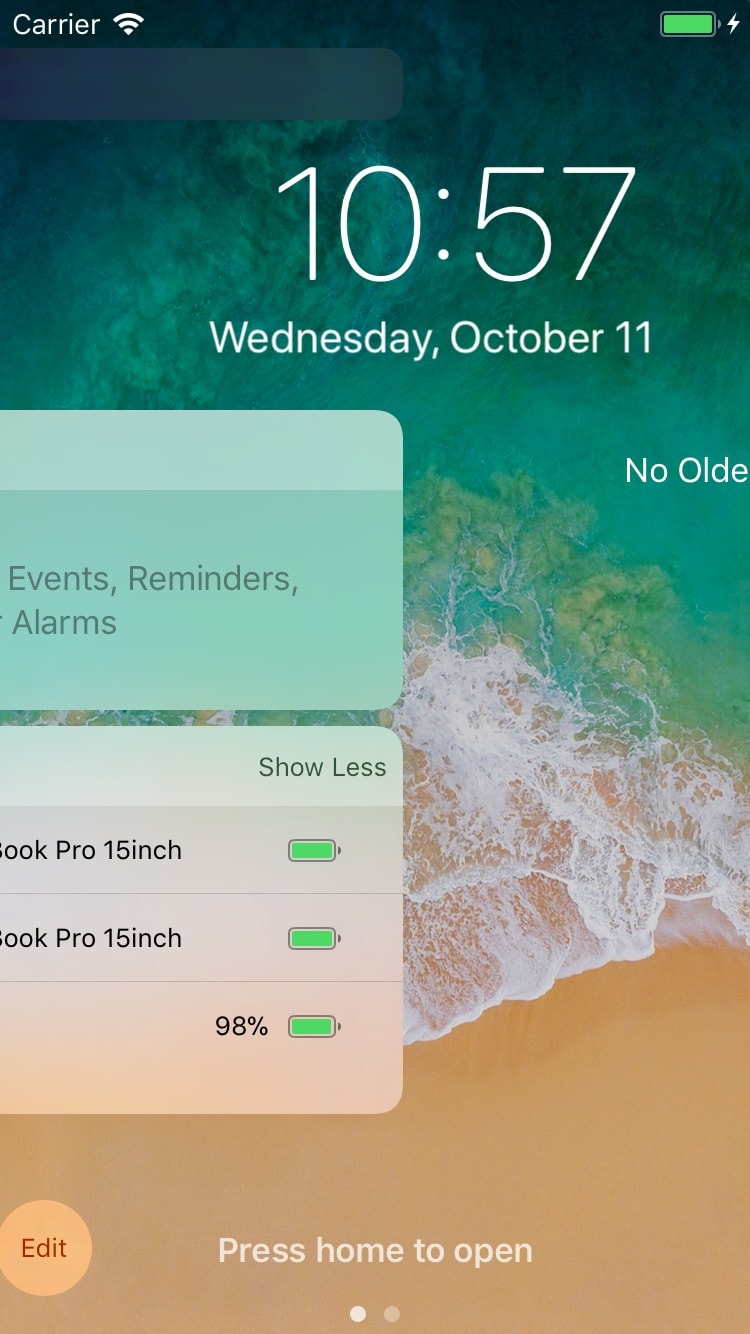 Carrier
10:57
Wednesday, October 11
No Olde
Events, Reminders,
Alarms
Show Less
Book Pro 15inch
Book Pro 15inch
98%
Edit
Press home to open